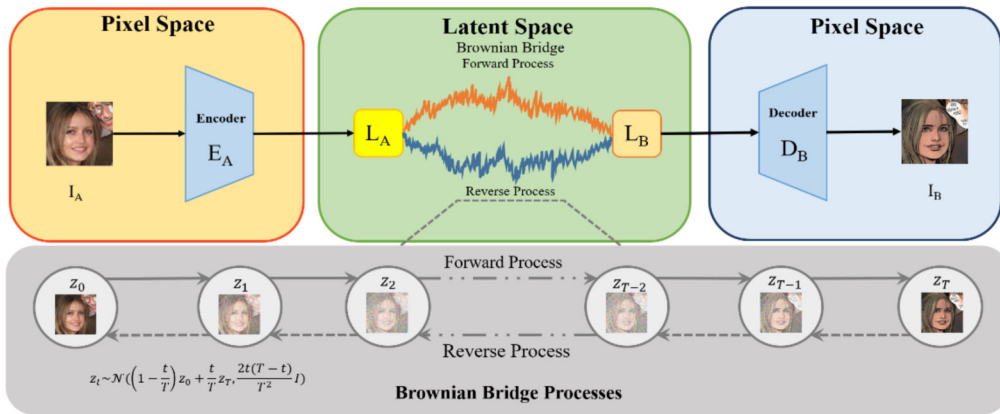 Pixel Space
Latent Space
Pixel Space
Brownian Bridge
Forward Process
Encoder
E_A
L_A
L_B
Decoder
D_B
I_A
I_B
Reverse Process
Forward Process
z_0
z_1
z_2
z_{T−2}
z_{T−1}
z_T
Reverse Process
z_t~𝒩((1 − t/T)z_0 + t/T z_T, 2t(T − t)/T² I)
Brownian Bridge Processes